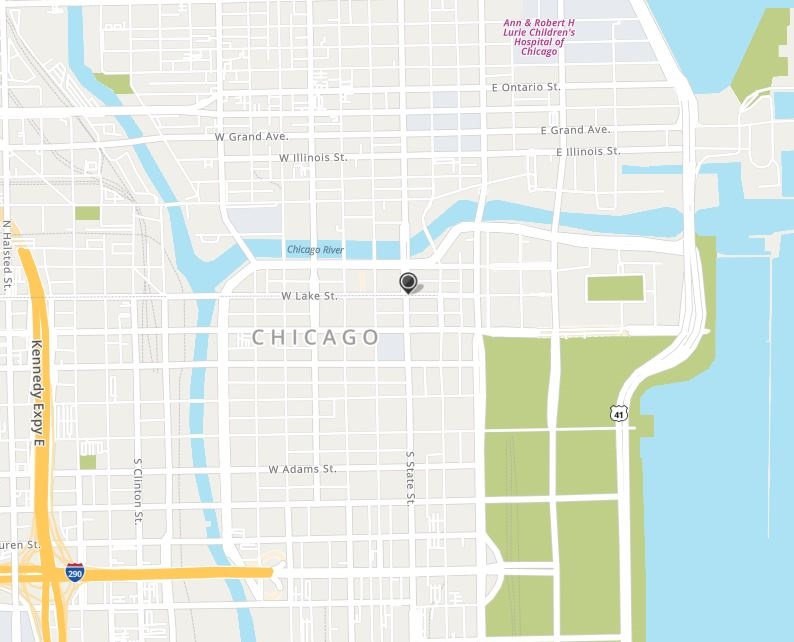 Ann & Robert H
Lurie Children's
Hospital of
Chicago
E Ontario St.
E Grand Ave.
W Grand Ave.
E Illinois St.
W Illinois St.
N Halsted St.
Chicago River
W Lake St.
CHICAGO
Kennedy Expy E
41
W Adams St.
S Clinton St.
S State St.
uren St.
290